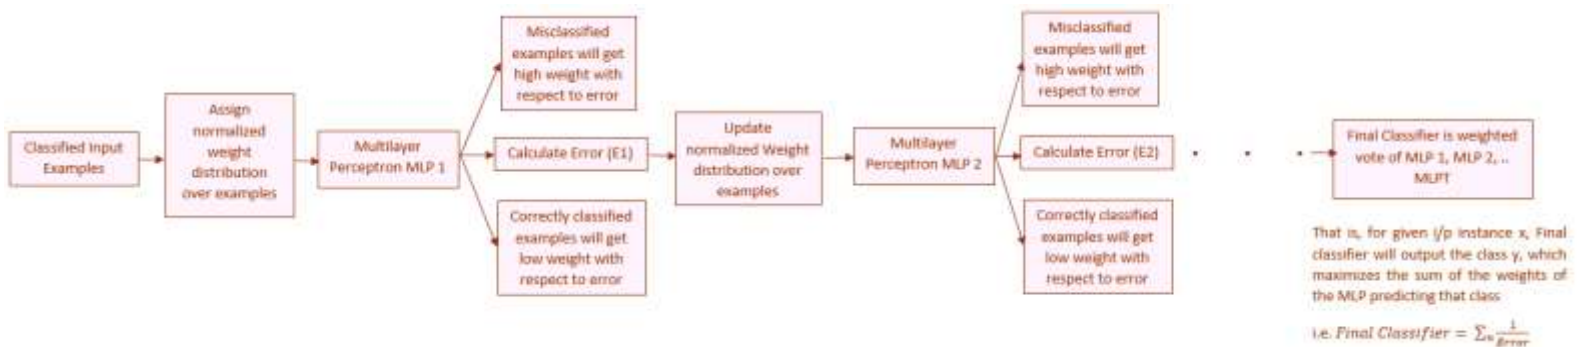 Classified Input
Examples
Assign
normalized
weight
distribution
over examples
Multilayer
Perceptron MLP 1
Misclassified
examples will get
high weight with
respect to error
Calculate Error (E1)
Correctly classified
examples will get
low weight with
respect to error
Update
normalized Weight
distribution over
examples
Multilayer
Perceptron MLP 2
Misclassified
examples will get
high weight with
respect to error
Calculate Error (E2)
Correctly classified
examples will get
low weight with
respect to error
. . .
Final Classifier is weighted
vote of MLP 1, MLP 2, ..
MLPT
That is, for given i/p instance x, Final
classifier will output the class y, which
maximizes the sum of the weights of
the MLP predicting that class
i.e. Final Classifier = ∑n 1/Error